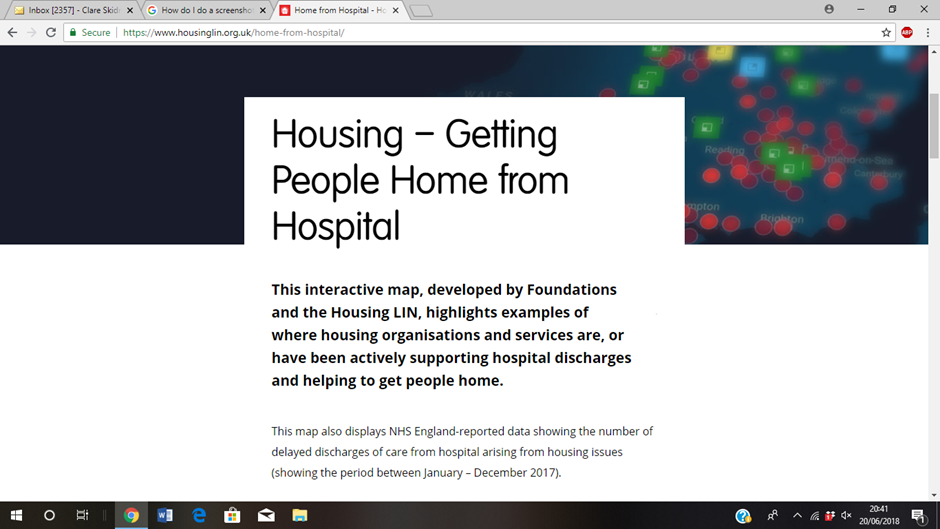 Inbox [2357] - Clare Skid
How do I do a screenshot
Home from Hospital - Ho
Secure
https://www.housinglin.org.uk/home-from-hospital/
ABP
WALES
Reading
Canterbury
Brighton
Housing – Getting
People Home from
Hospital
This interactive map, developed by Foundations
and the Housing LIN, highlights examples of
where housing organisations and services are, or
have been actively supporting hospital discharges
and helping to get people home.
This map also displays NHS England-reported data showing the number of
delayed discharges of care from hospital arising from housing issues
(showing the period between January – December 2017).
20:41
20/06/2018